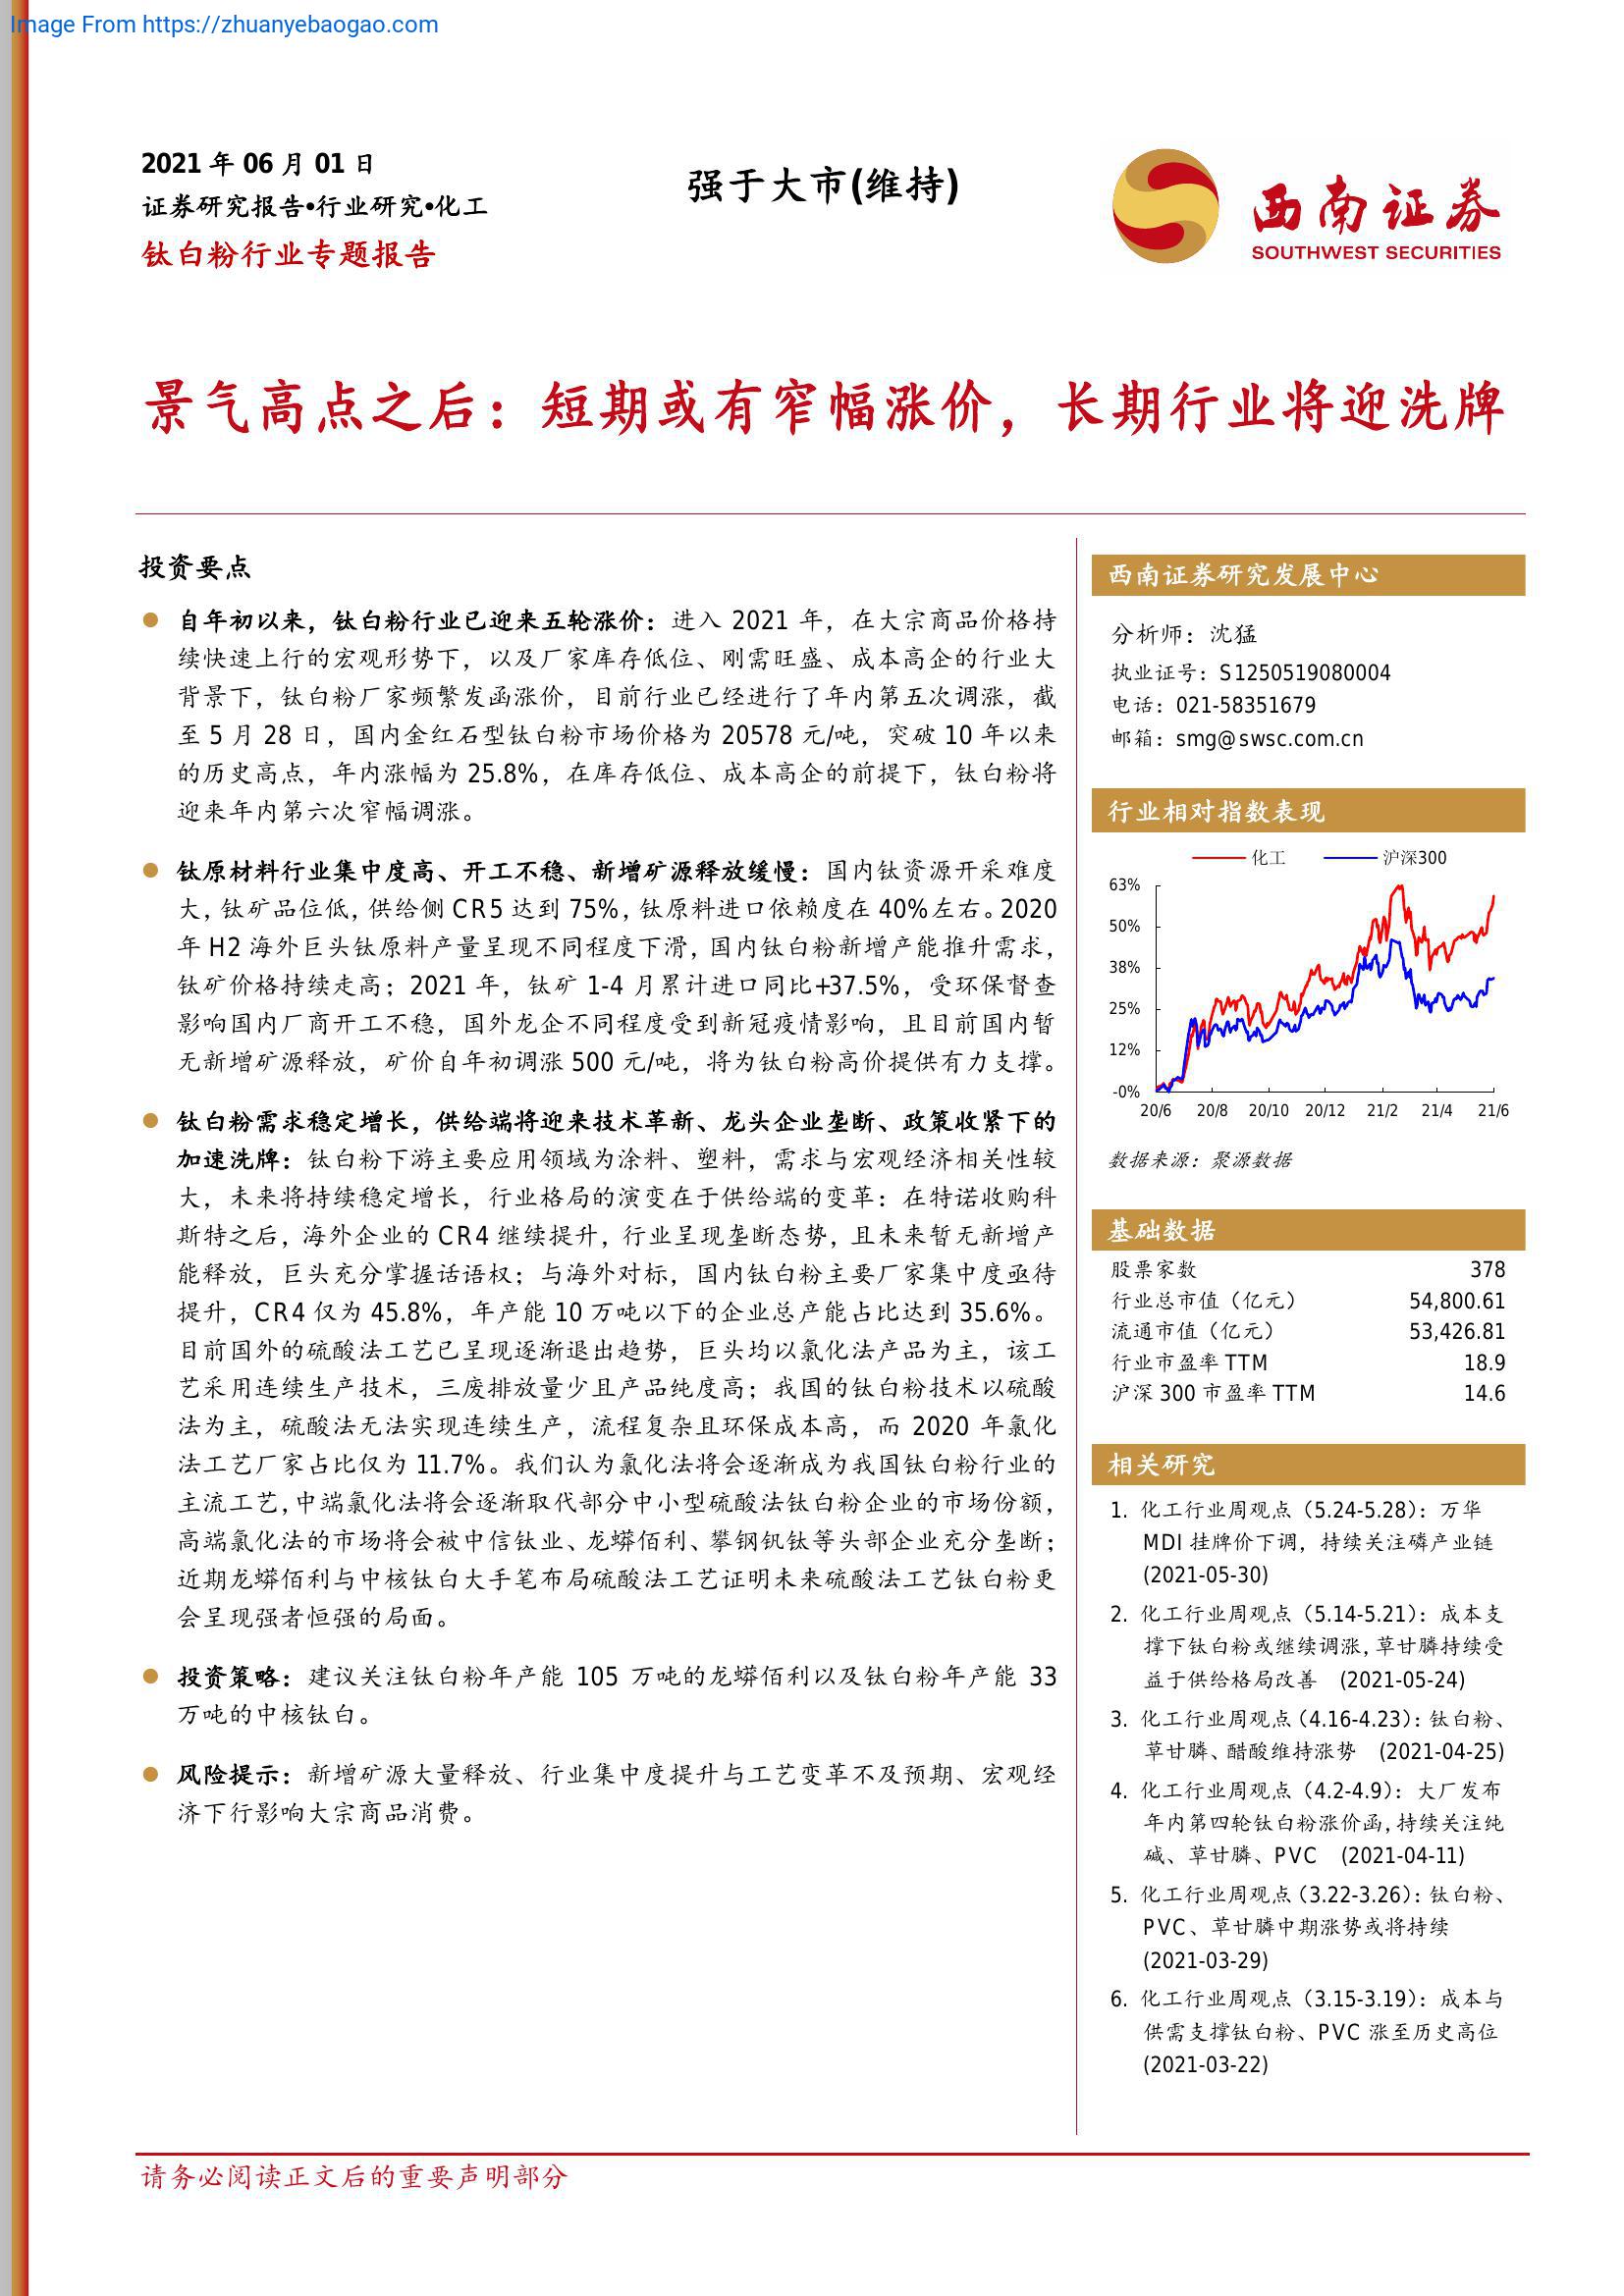 Image From https://zhuanyebaogao.com
2021 年 06 月 01 日
证券研究报告•行业研究•化工
钛白粉行业专题报告
强于大市(维持)
西南证券
SOUTHWEST SECURITIES
景气高点之后：短期或有窄幅涨价，长期行业将迎洗牌
投资要点
自年初以来，钛白粉行业已迎来五轮涨价：进入 2021 年，在大宗商品价格持
续快速上行的宏观形势下，以及厂家库存低位、刚需旺盛、成本高企的行业大
背景下，钛白粉厂家频繁发函涨价，目前行业已经进行了年内第五次调涨，截
至 5 月 28 日，国内金红石型钛白粉市场价格为 20578 元/吨，突破 10 年以来
的历史高点，年内涨幅为 25.8%，在库存低位、成本高企的前提下，钛白粉将
迎来年内第六次窄幅调涨。
钛原材料行业集中度高、开工不稳、新增矿源释放缓慢：国内钛资源开采难度
大，钛矿品位低，供给侧 CR5 达到 75%，钛原料进口依赖度在 40%左右。2020
年 H2 海外巨头钛原料产量呈现不同程度下滑，国内钛白粉新增产能推升需求，
钛矿价格持续走高；2021 年，钛矿 1-4 月累计进口同比+37.5%，受环保督查
影响国内厂商开工不稳，国外龙企不同程度受到新冠疫情影响，且目前国内暂
无新增矿源释放，矿价自年初调涨 500 元/吨，将为钛白粉高价提供有力支撑。
钛白粉需求稳定增长，供给端将迎来技术革新、龙头企业垄断、政策收紧下的
加速洗牌：钛白粉下游主要应用领域为涂料、塑料，需求与宏观经济相关性较
大，未来将持续稳定增长，行业格局的演变在于供给端的变革：在特诺收购科
斯特之后，海外企业的 CR4 继续提升，行业呈现垄断态势，且未来暂无新增产
能释放，巨头充分掌握话语权；与海外对标，国内钛白粉主要厂家集中度亟待
提升，CR4 仅为 45.8%，年产能 10 万吨以下的企业总产能占比达到 35.6%。
目前国外的硫酸法工艺已呈现逐渐退出趋势，巨头均以氯化法产品为主，该工
艺采用连续生产技术，三废排放量少且产品纯度高；我国的钛白粉技术以硫酸
法为主，硫酸法无法实现连续生产，流程复杂且环保成本高，而 2020 年氯化
法工艺厂家占比仅为 11.7%。我们认为氯化法将会逐渐成为我国钛白粉行业的
主流工艺，中端氯化法将会逐渐取代部分中小型硫酸法钛白粉企业的市场份额，
高端氯化法的市场将会被中信钛业、龙蟒佰利、攀钢钒钛等头部企业充分垄断；
近期龙蟒佰利与中核钛白大手笔布局硫酸法工艺证明未来硫酸法工艺钛白粉更
会呈现强者恒强的局面。
投资策略：建议关注钛白粉年产能 105 万吨的龙蟒佰利以及钛白粉年产能 33
万吨的中核钛白。
风险提示：新增矿源大量释放、行业集中度提升与工艺变革不及预期、宏观经
济下行影响大宗商品消费。
西南证券研究发展中心
分析师：沈猛
执业证号：S1250519080004
电话：021-58351679
邮箱：smg@swsc.com.cn
行业相对指数表现
化工 沪深300
63%
50%
38%
25%
12%
-0%
20/6 20/8 20/10 20/12 21/2 21/4 21/6
数据来源：聚源数据
基础数据
股票家数 378
行业总市值（亿元） 54,800.61
流通市值（亿元） 53,426.81
行业市盈率 TTM 18.9
沪深 300 市盈率 TTM 14.6
相关研究
1. 化工行业周观点（5.24-5.28）：万华
MDI 挂牌价下调，持续关注磷产业链
(2021-05-30)
2. 化工行业周观点（5.14-5.21）：成本支
撑下钛白粉或继续调涨，草甘膦持续受
益于供给格局改善 (2021-05-24)
3. 化工行业周观点（4.16-4.23）：钛白粉、
草甘膦、醋酸维持涨势 (2021-04-25)
4. 化工行业周观点（4.2-4.9）：大厂发布
年内第四轮钛白粉涨价函，持续关注纯
碱、草甘膦、PVC (2021-04-11)
5. 化工行业周观点（3.22-3.26）：钛白粉、
PVC、草甘膦中期涨势或将持续
(2021-03-29)
6. 化工行业周观点（3.15-3.19）：成本与
供需支撑钛白粉、PVC 涨至历史高位
(2021-03-22)
请务必阅读正文后的重要声明部分